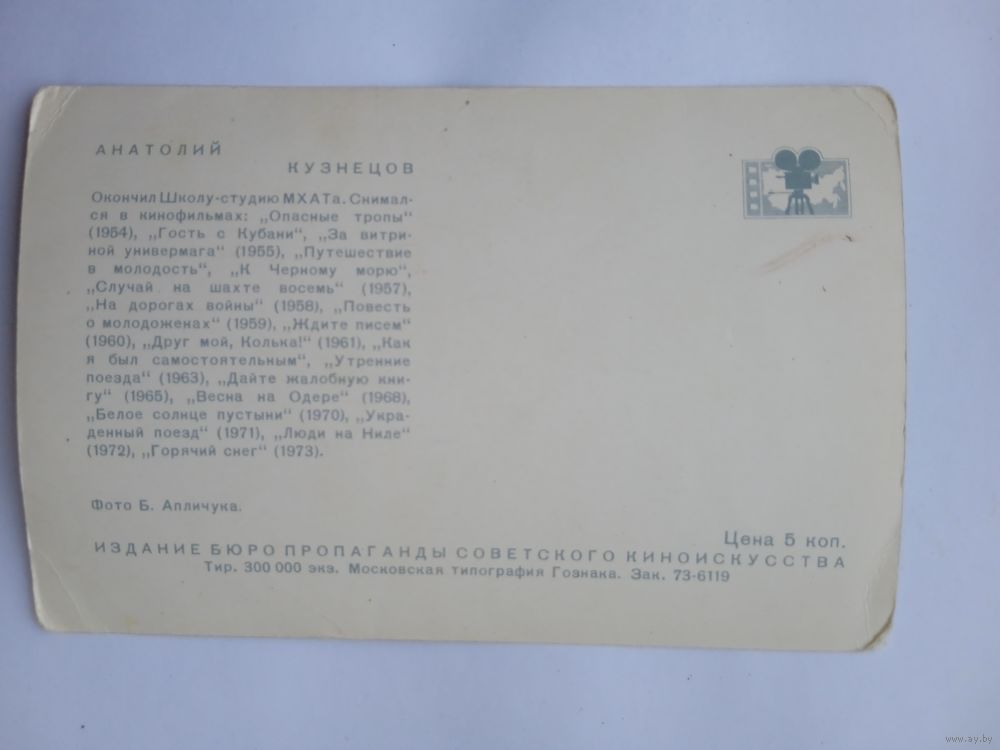 АНАТОЛИЙ
КУЗНЕЦОВ
Окончил Школу-студию МХАТа. Снимал-
ся в кинофильмах: „Опасные тропы“
(1954), „Гость с Кубани“, „За витри-
ной универмага“ (1955), „Путешествие
в молодость“, „К Черному морю“,
„Случай на шахте восемь“ (1957),
„На дорогах войны“ (1958), „Повесть
о молодоженах“ (1959), „Ждите писем“
(1960), „Друг мой, Колька!“ (1961), „Как
я был самостоятельным“, „Утренние
поезда“ (1963), „Дайте жалобную кни-
гу“ (1965), „Весна на Одере“ (1968),
„Белое солнце пустыни“ (1970), „Укра-
денный поезд“ (1971), „Люди на Ниле“
(1972), „Горячий снег“ (1973).
Фото Б. Апличука.
Цена 5 коп.
ИЗДАНИЕ БЮРО ПРОПАГАНДЫ СОВЕТСКОГО КИНОИСКУССТВА
Тир. 300 000 экз. Московская типография Гознака. Зак. 73-6119
www.ay.by